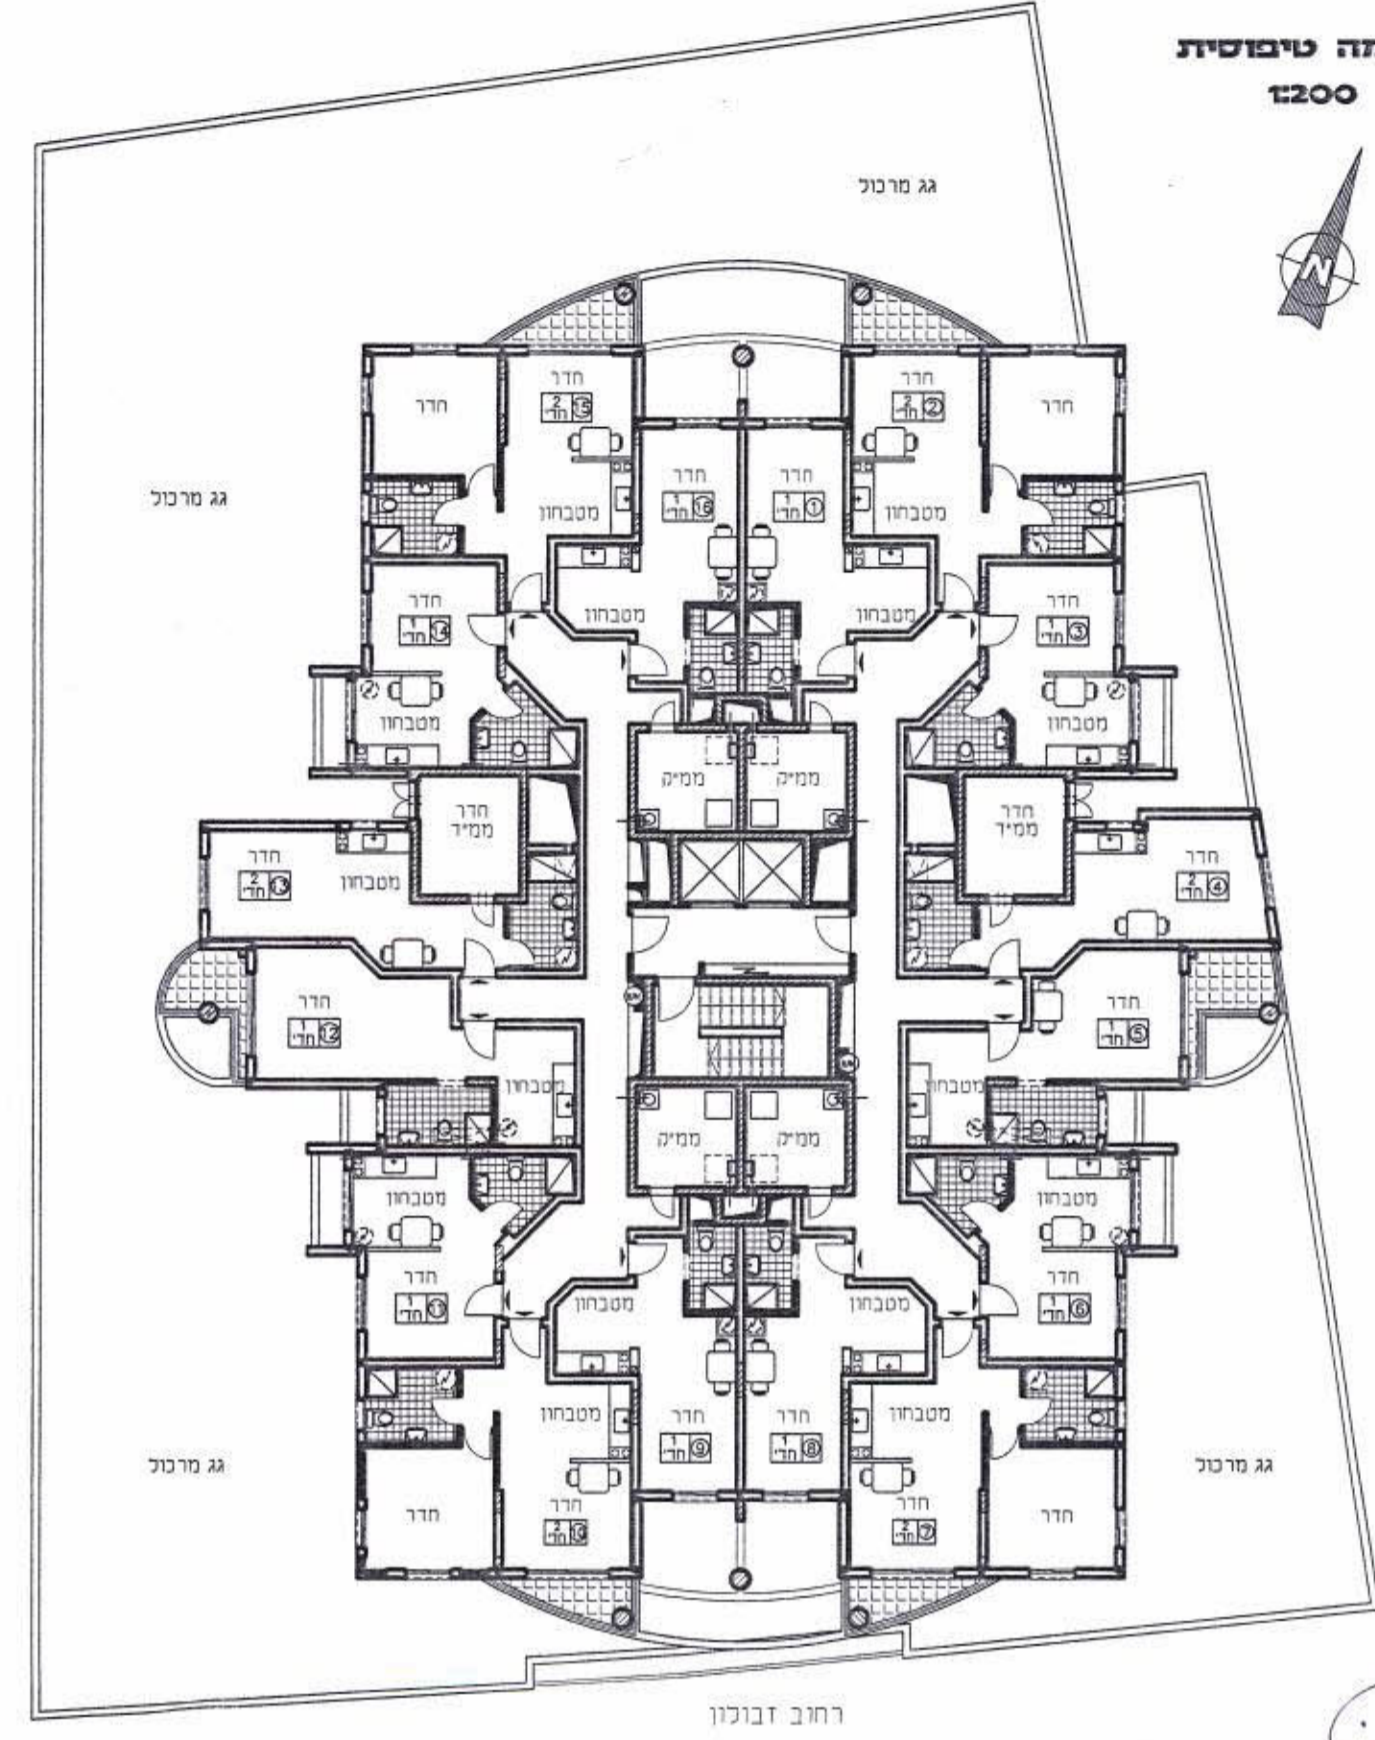 מה טיפוסית
1:200
N
גג מרכול
חדר
2 חד' 2
חדר
חדר
2 חד' 15
חדר
גג מרכול
חדר
1 חד' 1
חדר
1 חד' 16
מטבחון
מטבחון
חדר
1 חד' 3
מטבחון
מטבחון
חדר
1 חד' 14
מטבחון
מטבחון
ממ״ק
ממ״ק
חדר
ממ״ד
חדר
ממ״ד
חדר
2 חד' 4
מטבחון
מטבחון
חדר
2 חד' 13
חדר
1 חד' 5
חדר
1 חד' 12
מטבחון
מטבחון
ממ״ק
ממ״ק
מטבחון
מטבחון
חדר
1 חד' 6
מטבחון
מטבחון
חדר
1 חד' 11
מטבחון
מטבחון
חדר
1 חד' 8
חדר
1 חד' 9
גג מרכול
גג מרכול
חדר
חדר
2 חד' 7
חדר
2 חד' 10
חדר
רחוב זבולון